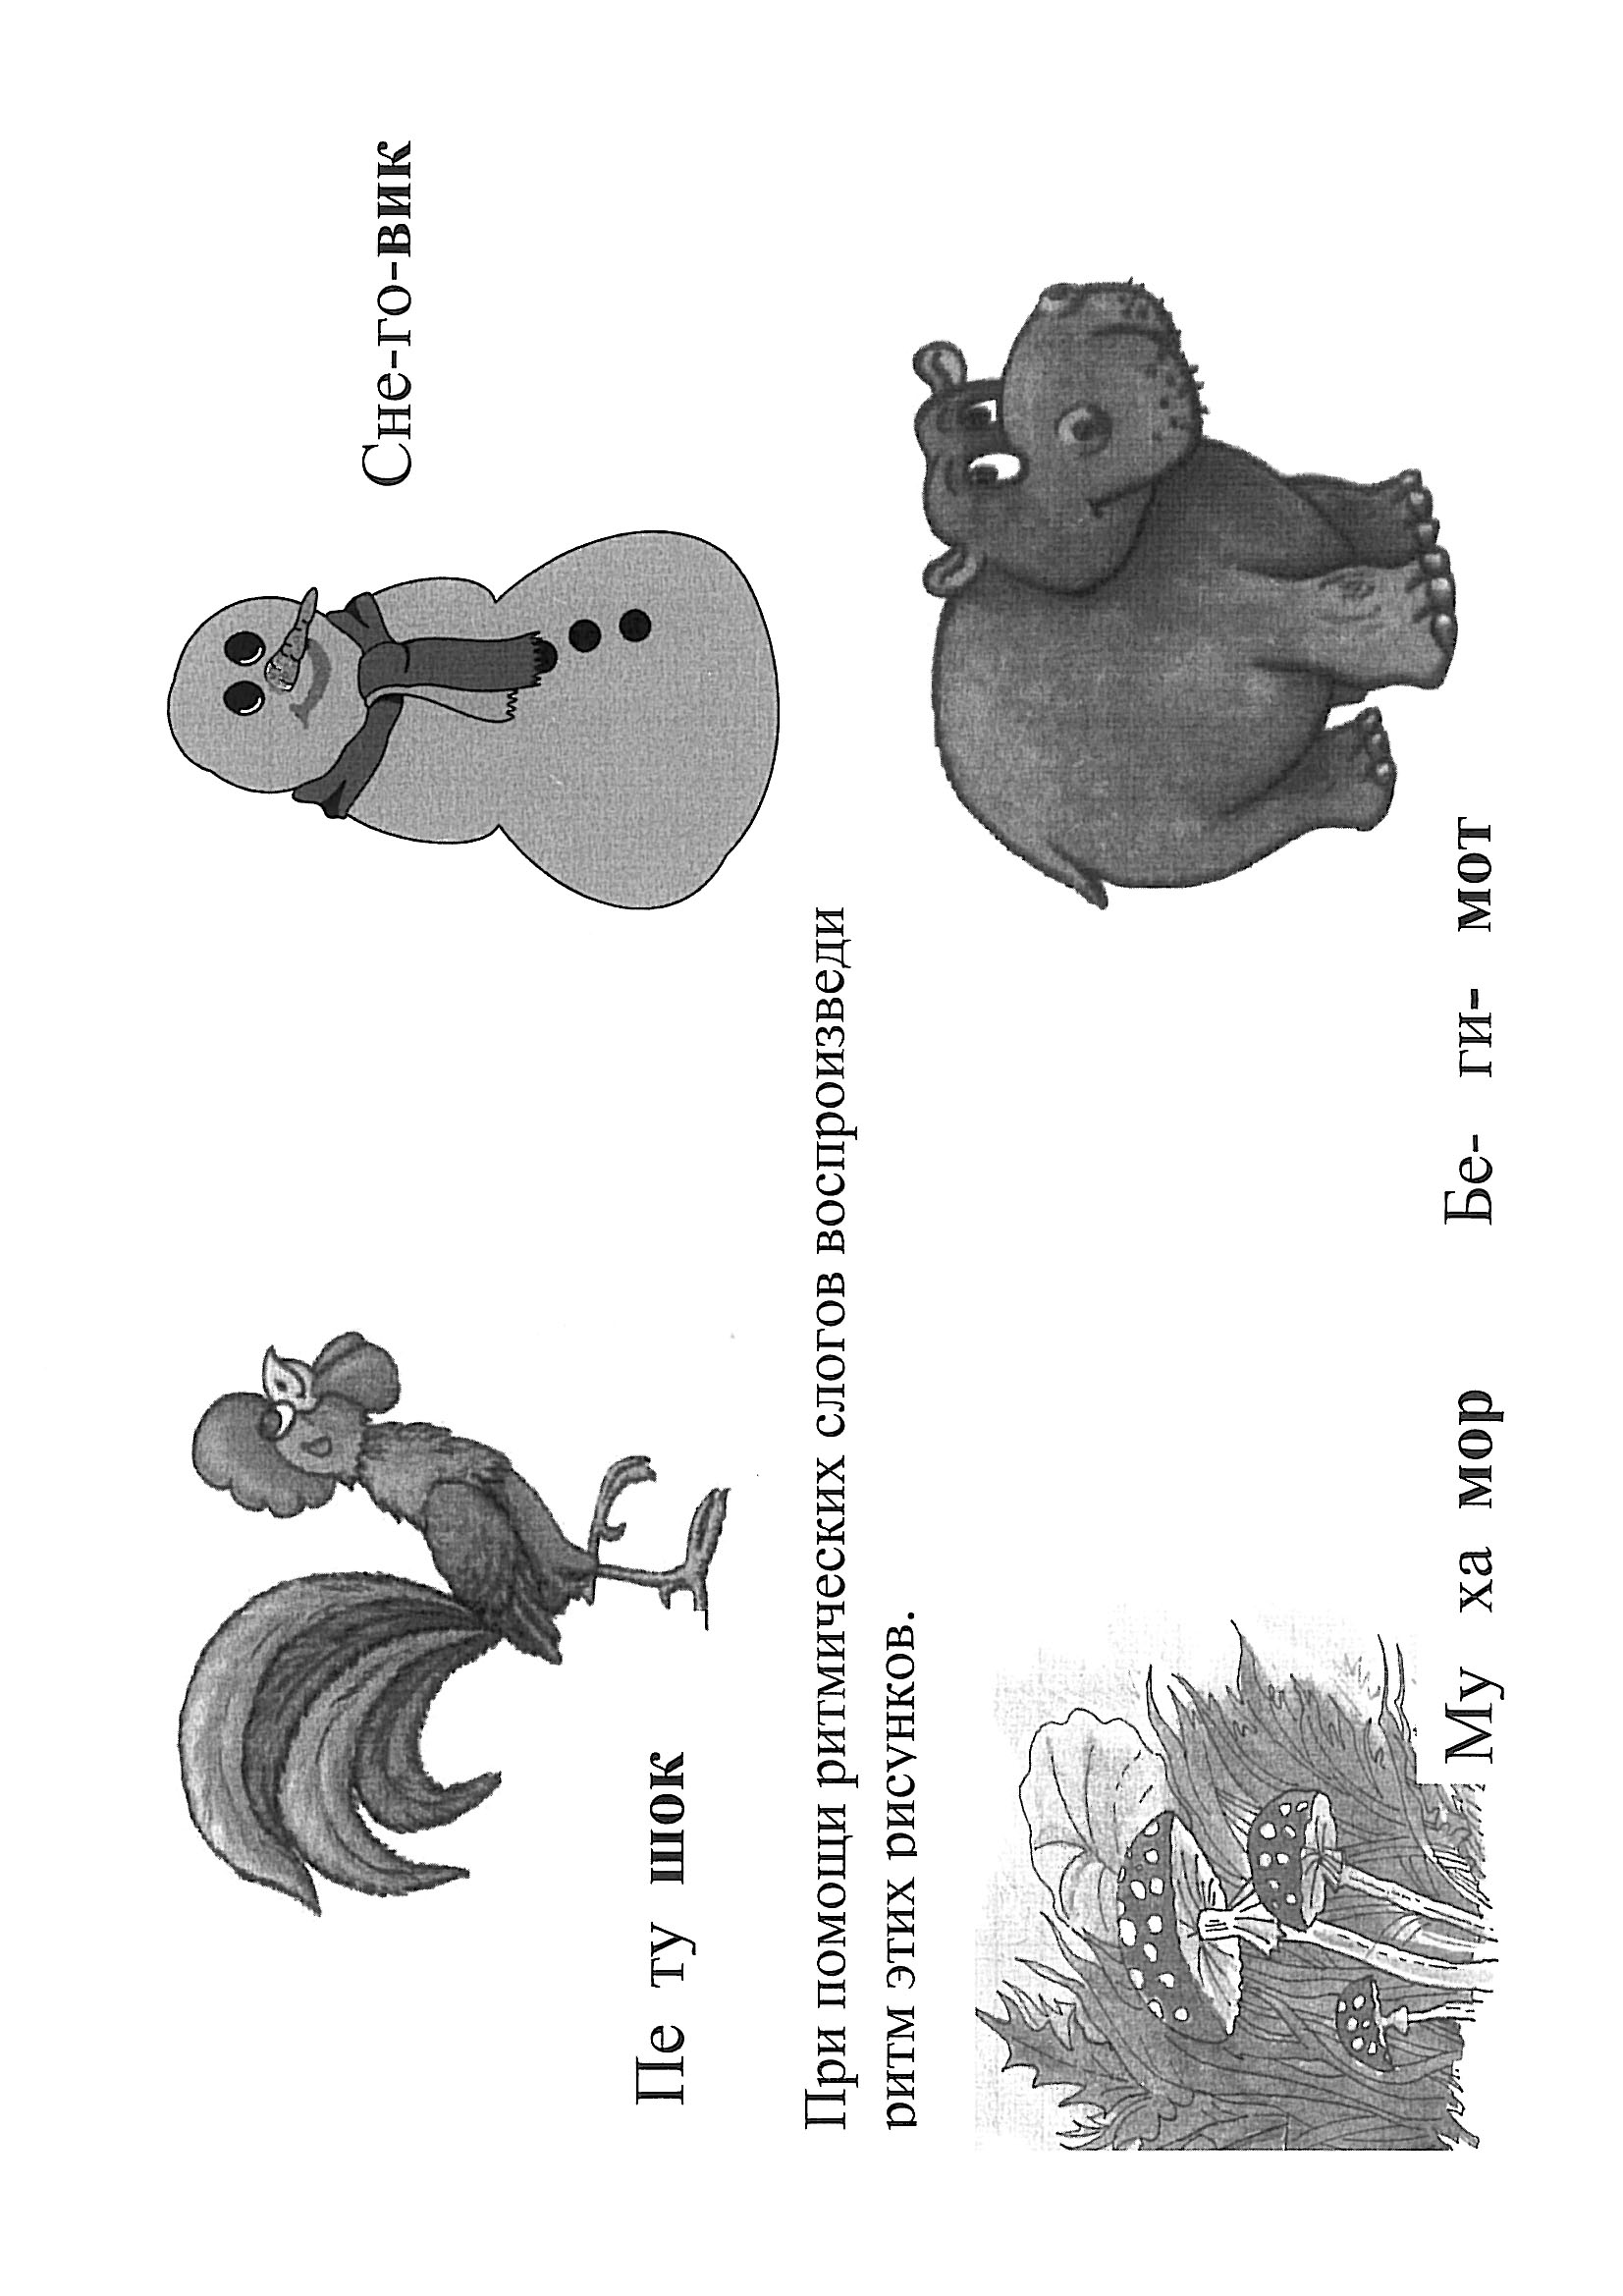 Сне-го-вик
Пе ту шок
При помощи ритмических слогов воспроизведи
ритм этих рисунков.
Му ха мор
Бе- ги- мот